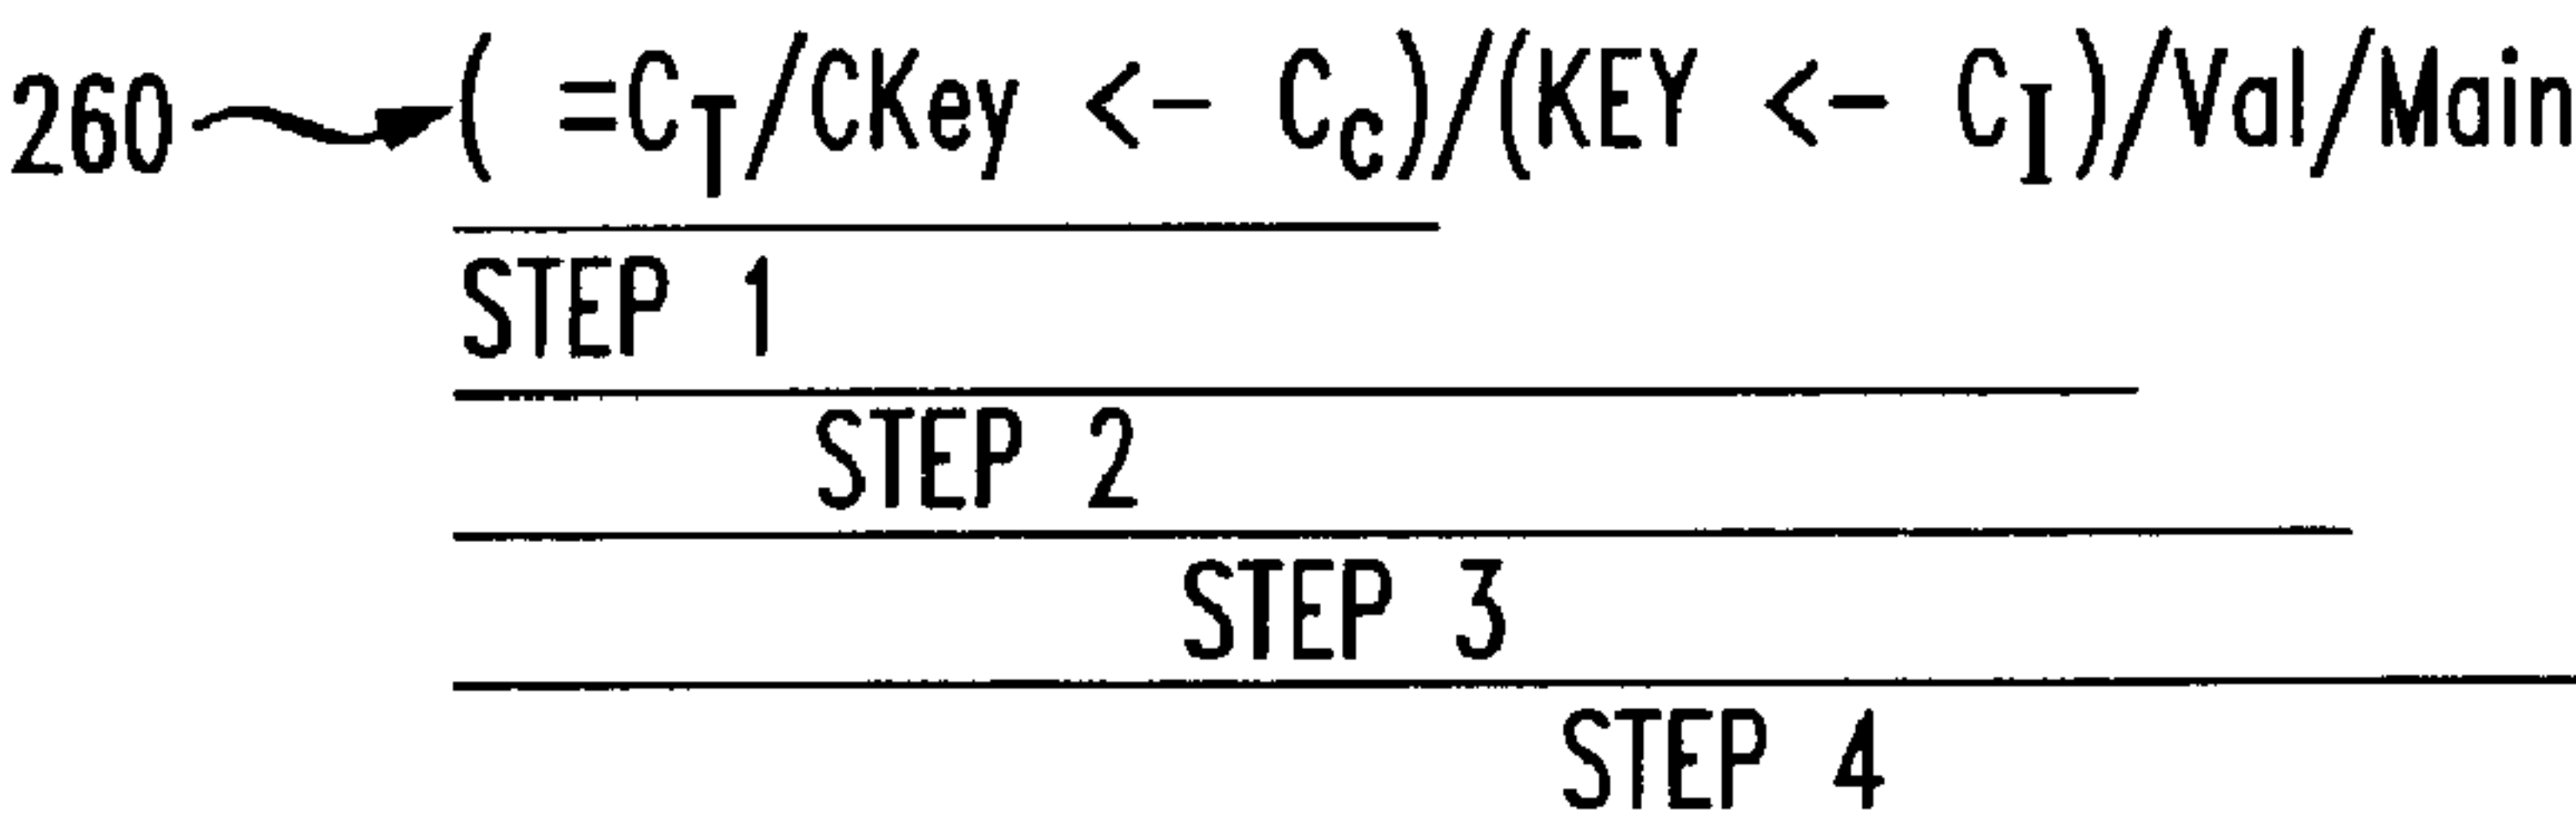 260 ( =C_T/CKey <- C_c)/(KEY <- C_I)/Val/Main
STEP 1
STEP 2
STEP 3
STEP 4